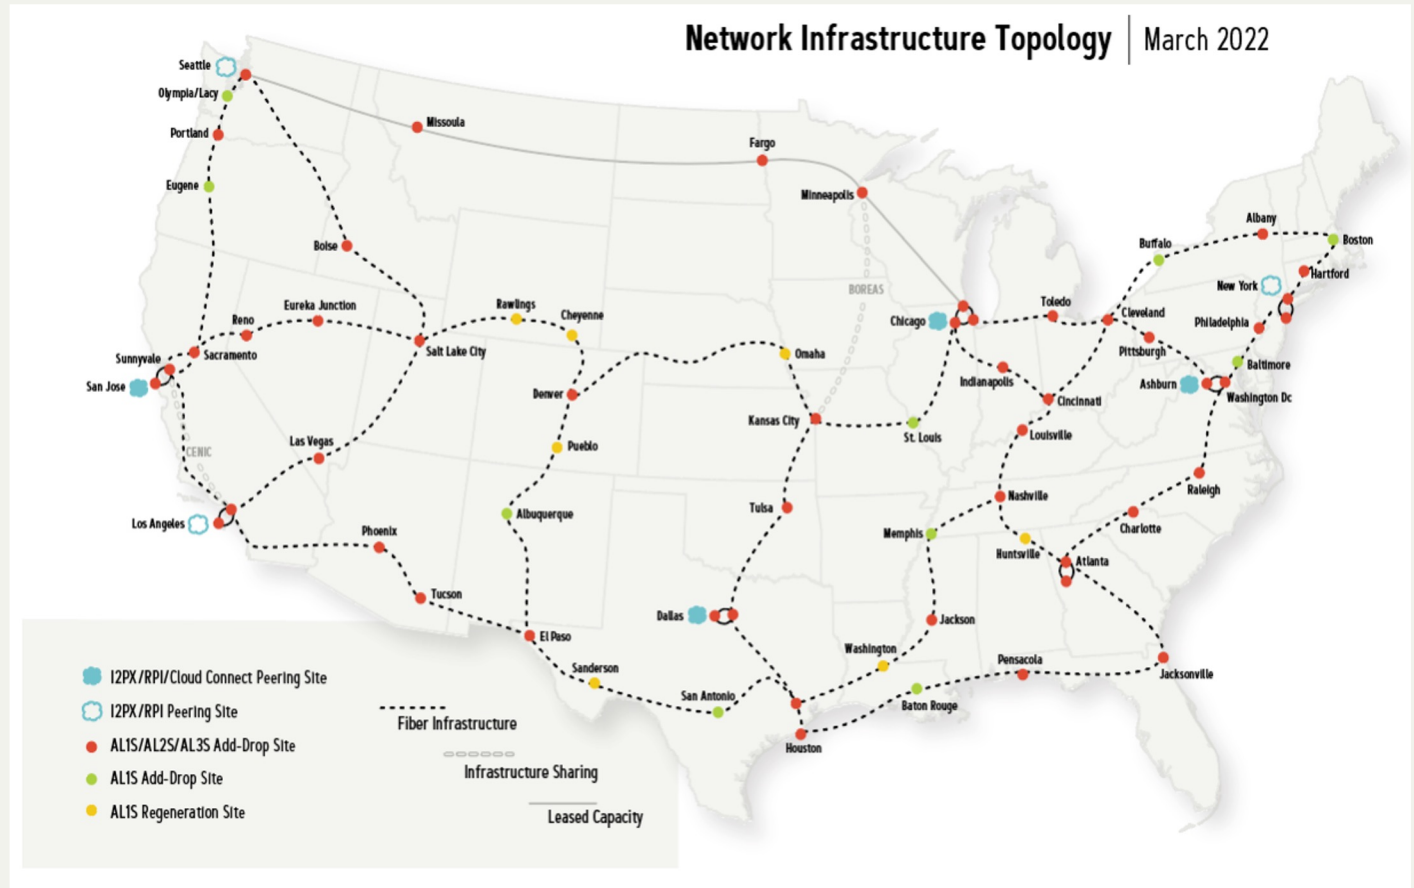 Network Infrastructure Topology | March 2022
Seattle
Olympia/Lacy
Portland
Eugene
Missoula
Fargo
Minneapolis
Boise
BOREAS
Albany
Buffalo
Boston
Hartford
New York
Eureka Junction
Reno
Rawlings
Cheyenne
Chicago
Toledo
Cleveland
Philadelphia
Sacramento
Salt Lake City
Omaha
Pittsburgh
Sunnyvale
San Jose
Indianapolis
Baltimore
Ashburn
Washington Dc
Denver
Kansas City
Cincinnati
St. Louis
Louisville
Las Vegas
Pueblo
CENIC
Raleigh
Nashville
Tulsa
Albuquerque
Los Angeles
Phoenix
Memphis
Charlotte
Huntsville
Atlanta
Tucson
Dallas
Jackson
El Paso
Washington
Sanderson
Pensacola
Jacksonville
San Antonio
Baton Rouge
Houston
I2PX/RPI/Cloud Connect Peering Site
I2PX/RPI Peering Site
AL1S/AL2S/AL3S Add-Drop Site
AL1S Add-Drop Site
AL1S Regeneration Site
Fiber Infrastructure
Infrastructure Sharing
Leased Capacity